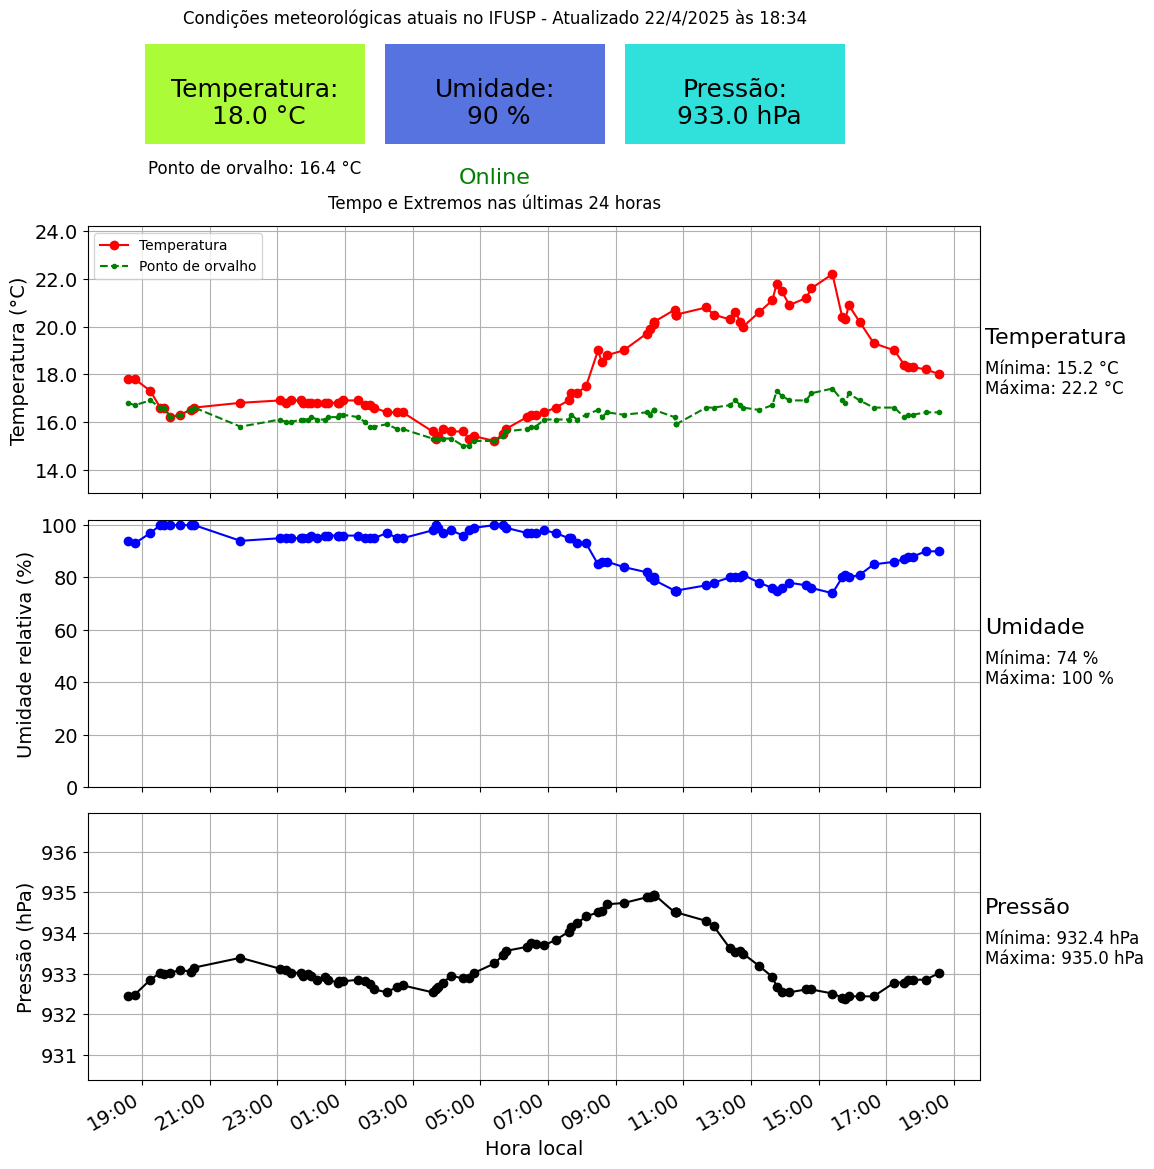 Condições meteorológicas atuais no IFUSP - Atualizado 22/4/2025 às 18:34
Temperatura:
18.0 °C
Umidade:
90 %
Pressão:
933.0 hPa
Ponto de orvalho: 16.4 °C
Online
Tempo e Extremos nas últimas 24 horas
Temperatura (°C)
24.0
22.0
20.0
18.0
16.0
14.0
Temperatura
Ponto de orvalho
Temperatura
Mínima: 15.2 °C
Máxima: 22.2 °C
Umidade relativa (%)
100
80
60
40
20
0
Umidade
Mínima: 74 %
Máxima: 100 %
Pressão (hPa)
936
935
934
933
932
931
Pressão
Mínima: 932.4 hPa
Máxima: 935.0 hPa
19:00
21:00
23:00
01:00
03:00
05:00
07:00
09:00
11:00
13:00
15:00
17:00
19:00
Hora local